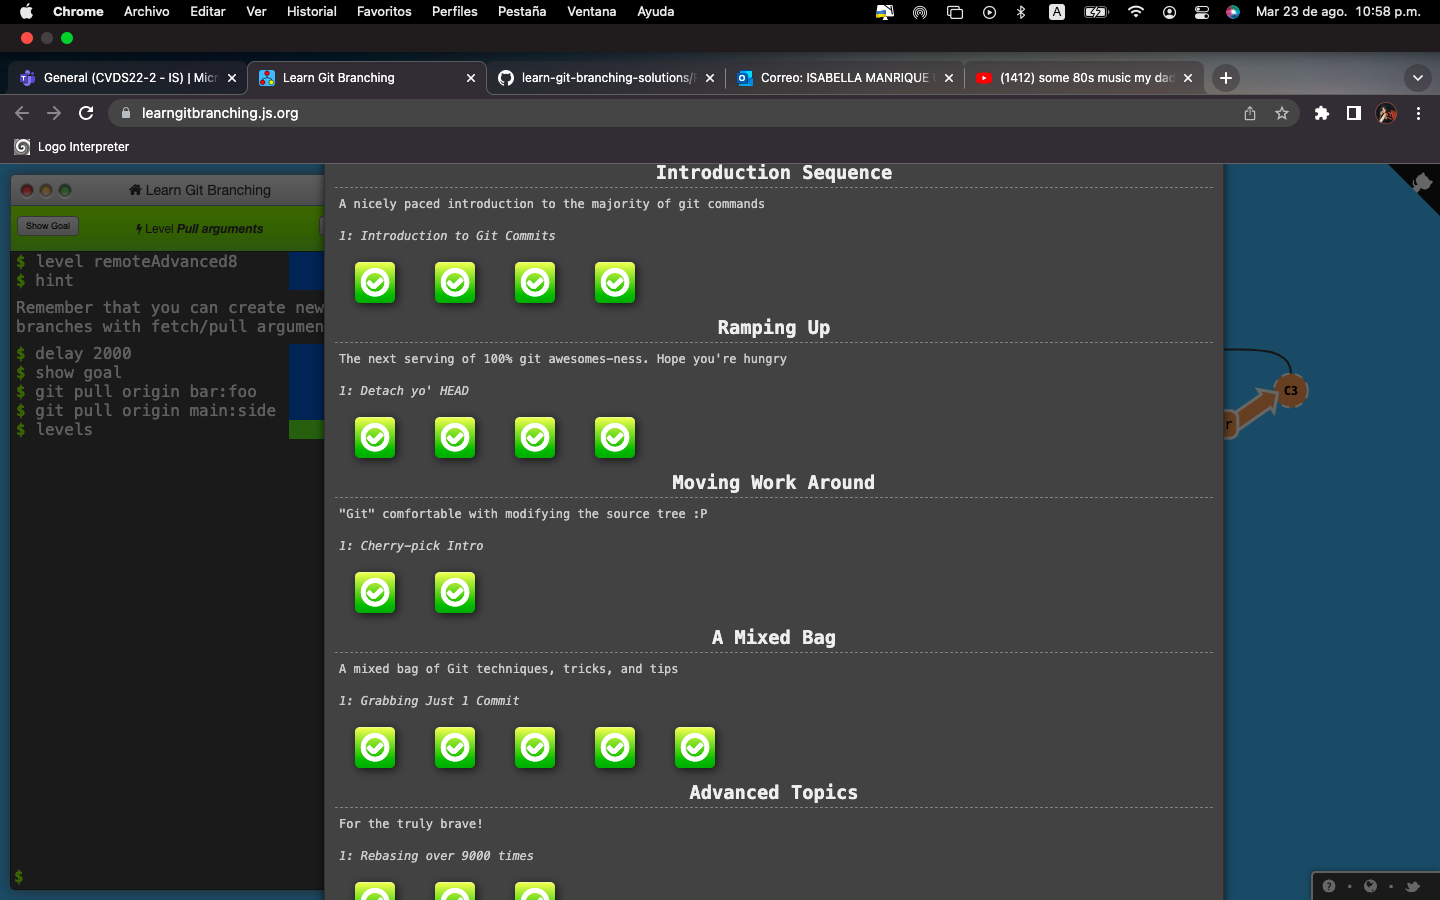 Chrome Archivo Editar Ver Historial Favoritos Perfiles Pestaña Ventana Ayuda A Mar 23 de ago. 10:58 p.m.
General (CVDS22-2 - IS) | Micr Learn Git Branching learn-git-branching-solutions/ Correo: ISABELLA MANRIQUE (1412) some 80s music my dad
learngitbranching.js.org
Logo Interpreter
Learn Git Branching
Show Goal Level Pull arguments
$ level remoteAdvanced8
$ hint
Remember that you can create new
branches with fetch/pull argumen
$ delay 2000
$ show goal
$ git pull origin bar:foo
$ git pull origin main:side
$ levels
$
Introduction Sequence
A nicely paced introduction to the majority of git commands
1: Introduction to Git Commits
Ramping Up
The next serving of 100% git awesomes-ness. Hope you're hungry
1: Detach yo' HEAD
Moving Work Around
"Git" comfortable with modifying the source tree :P
1: Cherry-pick Intro
A Mixed Bag
A mixed bag of Git techniques, tricks, and tips
1: Grabbing Just 1 Commit
Advanced Topics
For the truly brave!
1: Rebasing over 9000 times
C3
r